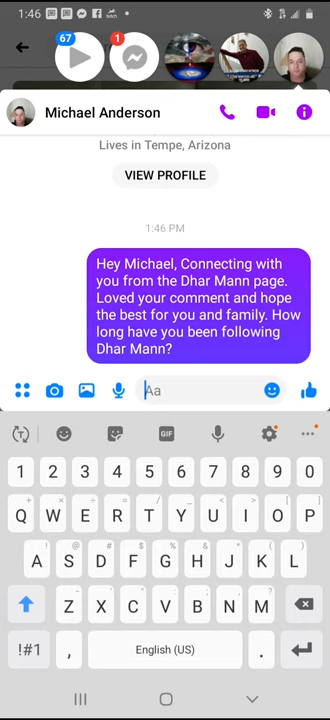 1:46
67
1
Michael Anderson
Lives in Tempe, Arizona
VIEW PROFILE
1:46 PM
Hey Michael, Connecting with
you from the Dhar Mann page.
Loved your comment and hope
the best for you and family. How
long have you been following
Dhar Mann?
Aa
GIF
1 2 3 4 5 6 7 8 9 0
Q W E R T Y U I O P
A S D F G H J K L
Z X C V B N M
!#1 , English (US) .